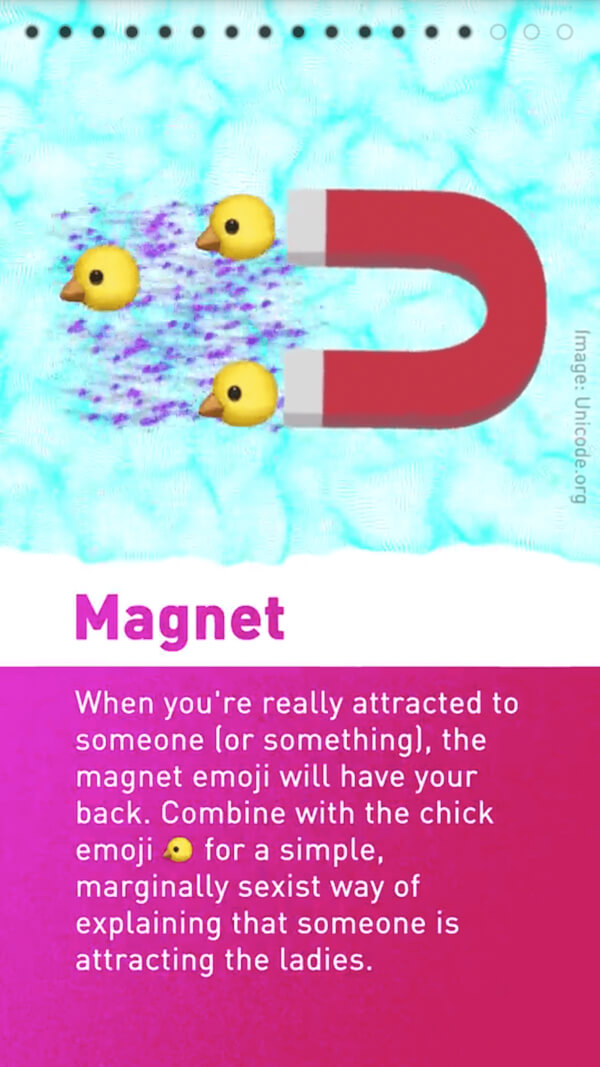 Image: Unicode.org
Magnet
When you're really attracted to
someone (or something), the
magnet emoji will have your
back. Combine with the chick
emoji 🐤 for a simple,
marginally sexist way of
explaining that someone is
attracting the ladies.